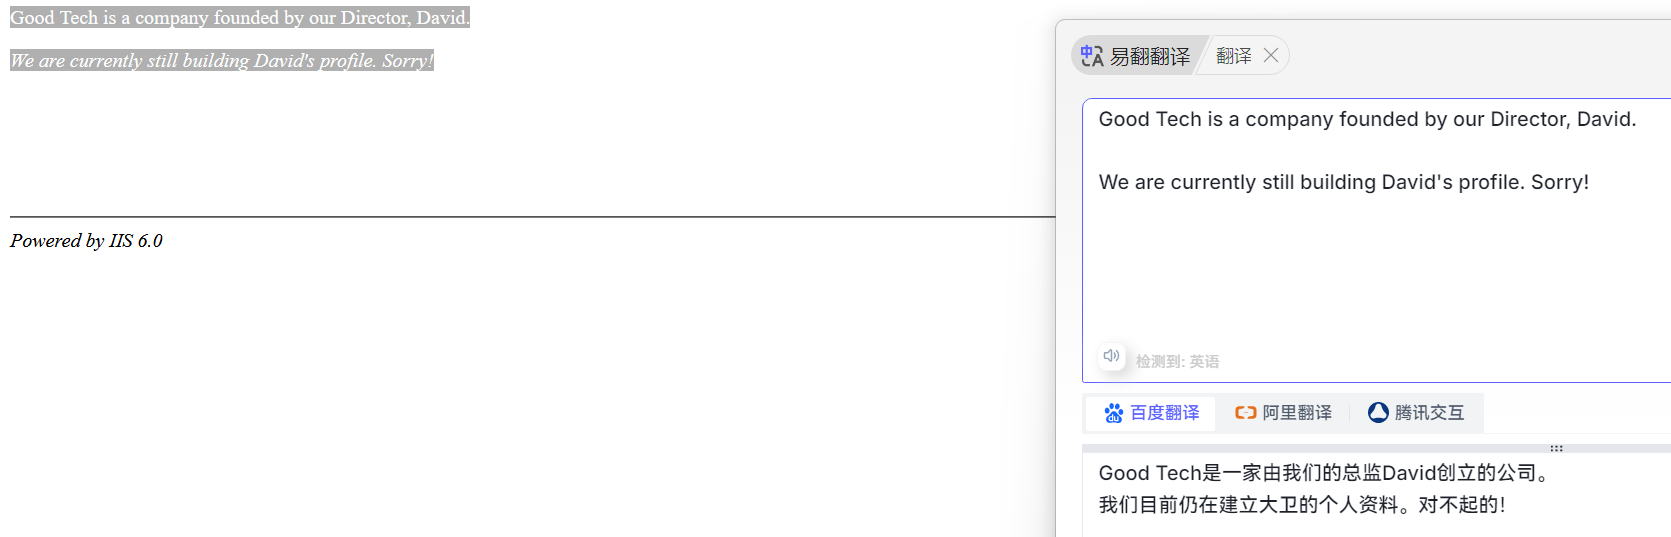 Good Tech is a company founded by our Director, David.
We are currently still building David's profile. Sorry!
Powered by IIS 6.0
易翻翻译
翻译
Good Tech is a company founded by our Director, David.
We are currently still building David's profile. Sorry!
检测到: 英语
百度翻译
阿里翻译
腾讯交互
Good Tech是一家由我们的总监David创立的公司。
我们目前仍在建立大卫的个人资料。对不起的!